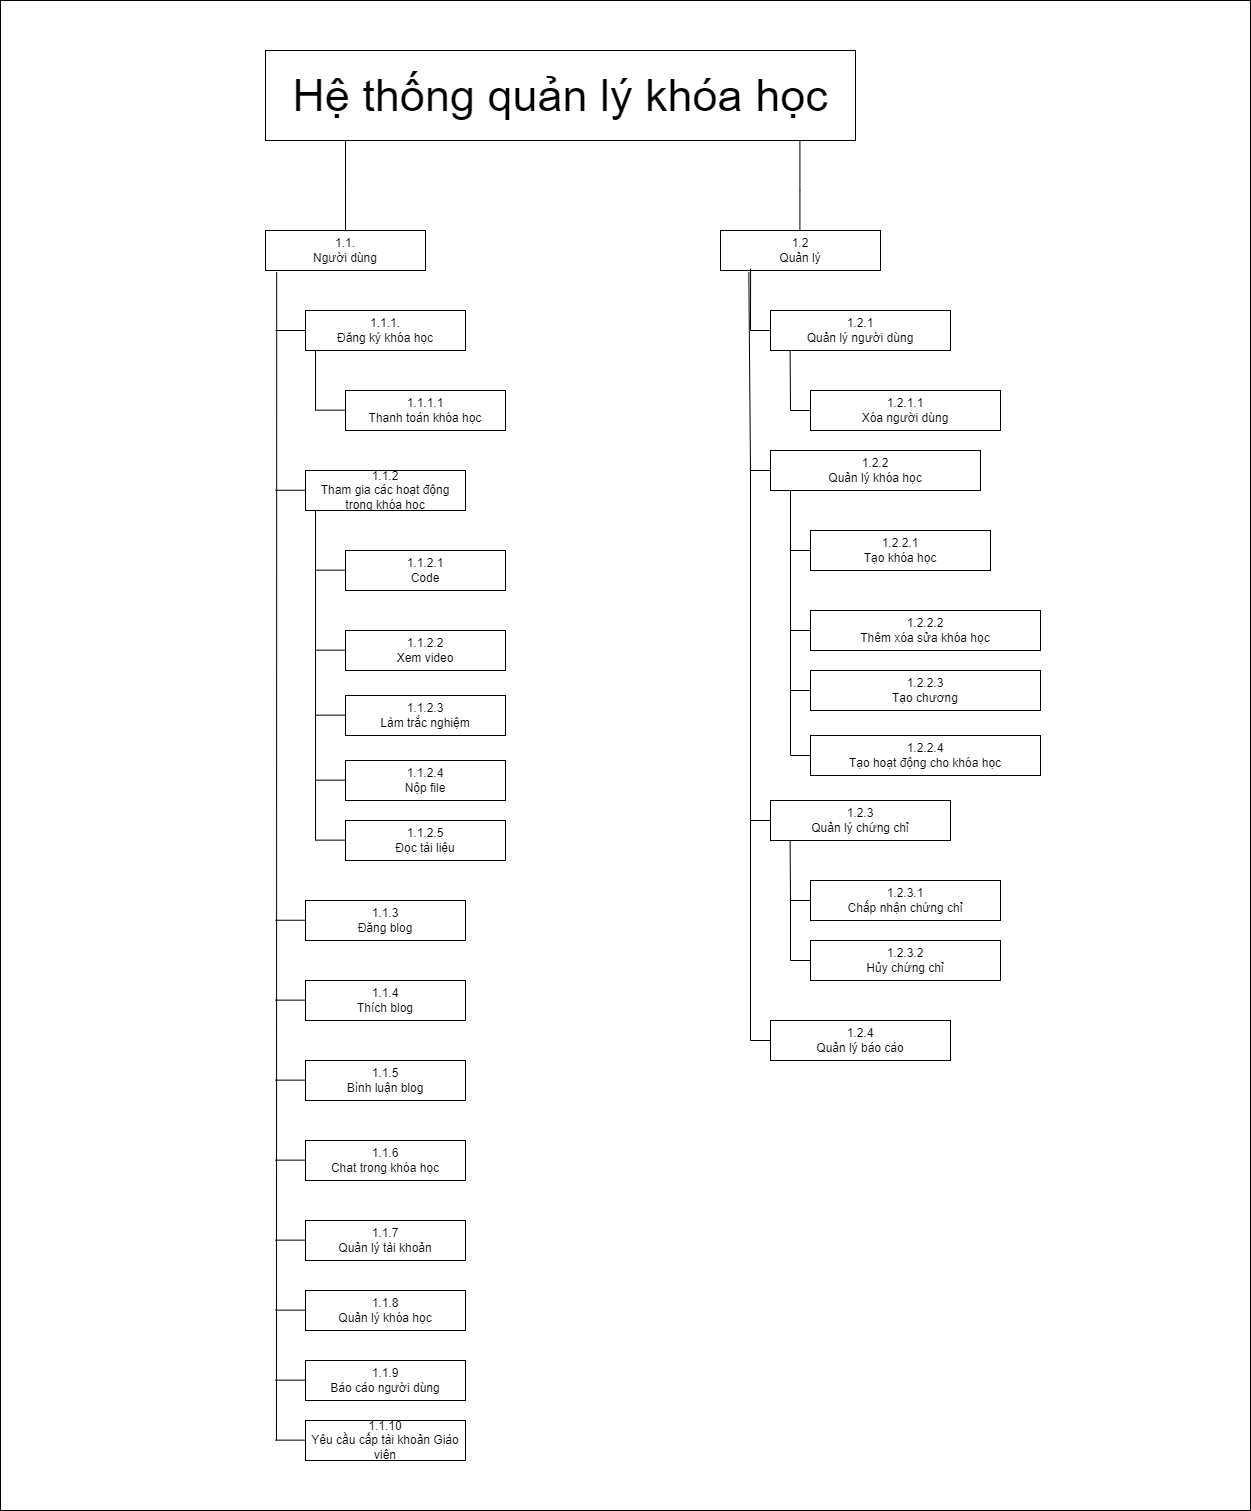 Hệ thống quản lý khóa học
1.1.
Người dùng
1.1.1.
Đăng ký khóa học
1.1.1.1
Thanh toán khóa học
1.1.2
Tham gia các hoạt động
trong khóa học
1.1.2.1
Code
1.1.2.2
Xem video
1.1.2.3
Làm trắc nghiệm
1.1.2.4
Nộp file
1.1.2.5
Đọc tài liệu
1.1.3
Đăng blog
1.1.4
Thích blog
1.1.5
Bình luận blog
1.1.6
Chat trong khóa học
1.1.7
Quản lý tài khoản
1.1.8
Quản lý khóa học
1.1.9
Báo cáo người dùng
1.1.10
Yêu cầu cấp tài khoản Giáo
viên
1.2
Quản lý
1.2.1
Quản lý người dùng
1.2.1.1
Xóa người dùng
1.2.2
Quản lý khóa học
1.2.2.1
Tạo khóa học
1.2.2.2
Thêm xóa sửa khóa học
1.2.2.3
Tạo chương
1.2.2.4
Tạo hoạt động cho khóa học
1.2.3
Quản lý chứng chỉ
1.2.3.1
Chấp nhận chứng chỉ
1.2.3.2
Hủy chứng chỉ
1.2.4
Quản lý báo cáo